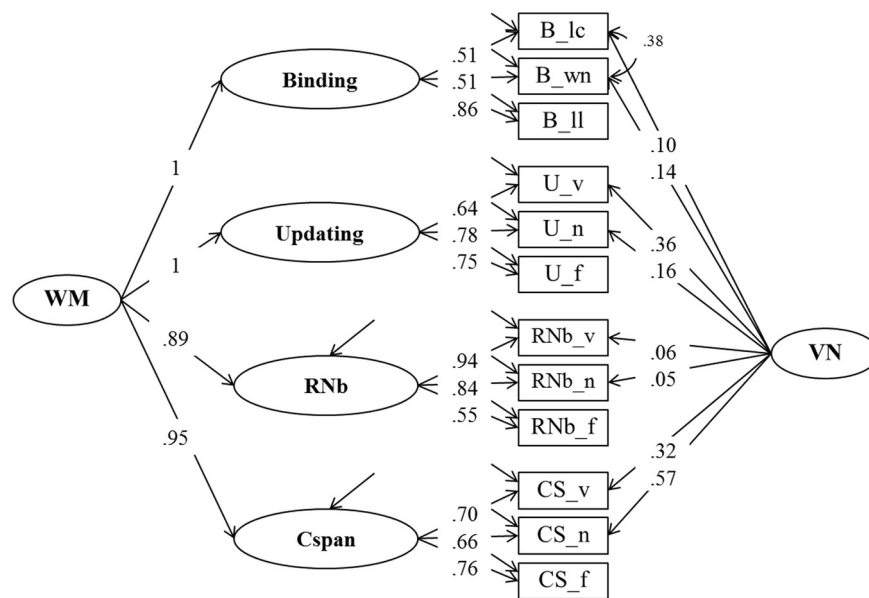 B_lc
.38
.51
Binding
.51
B_wn
.86
B_ll
.10
1
.14
U_v
.64
Updating
.78
U_n
.36
.75
.16
1
U_f
WM
.89
RNb_v
.94
.06
VN
RNb
.84
RNb_n
.05
.55
RNb_f
.95
.32
CS_v
.57
.70
Cspan
.66
CS_n
.76
CS_f